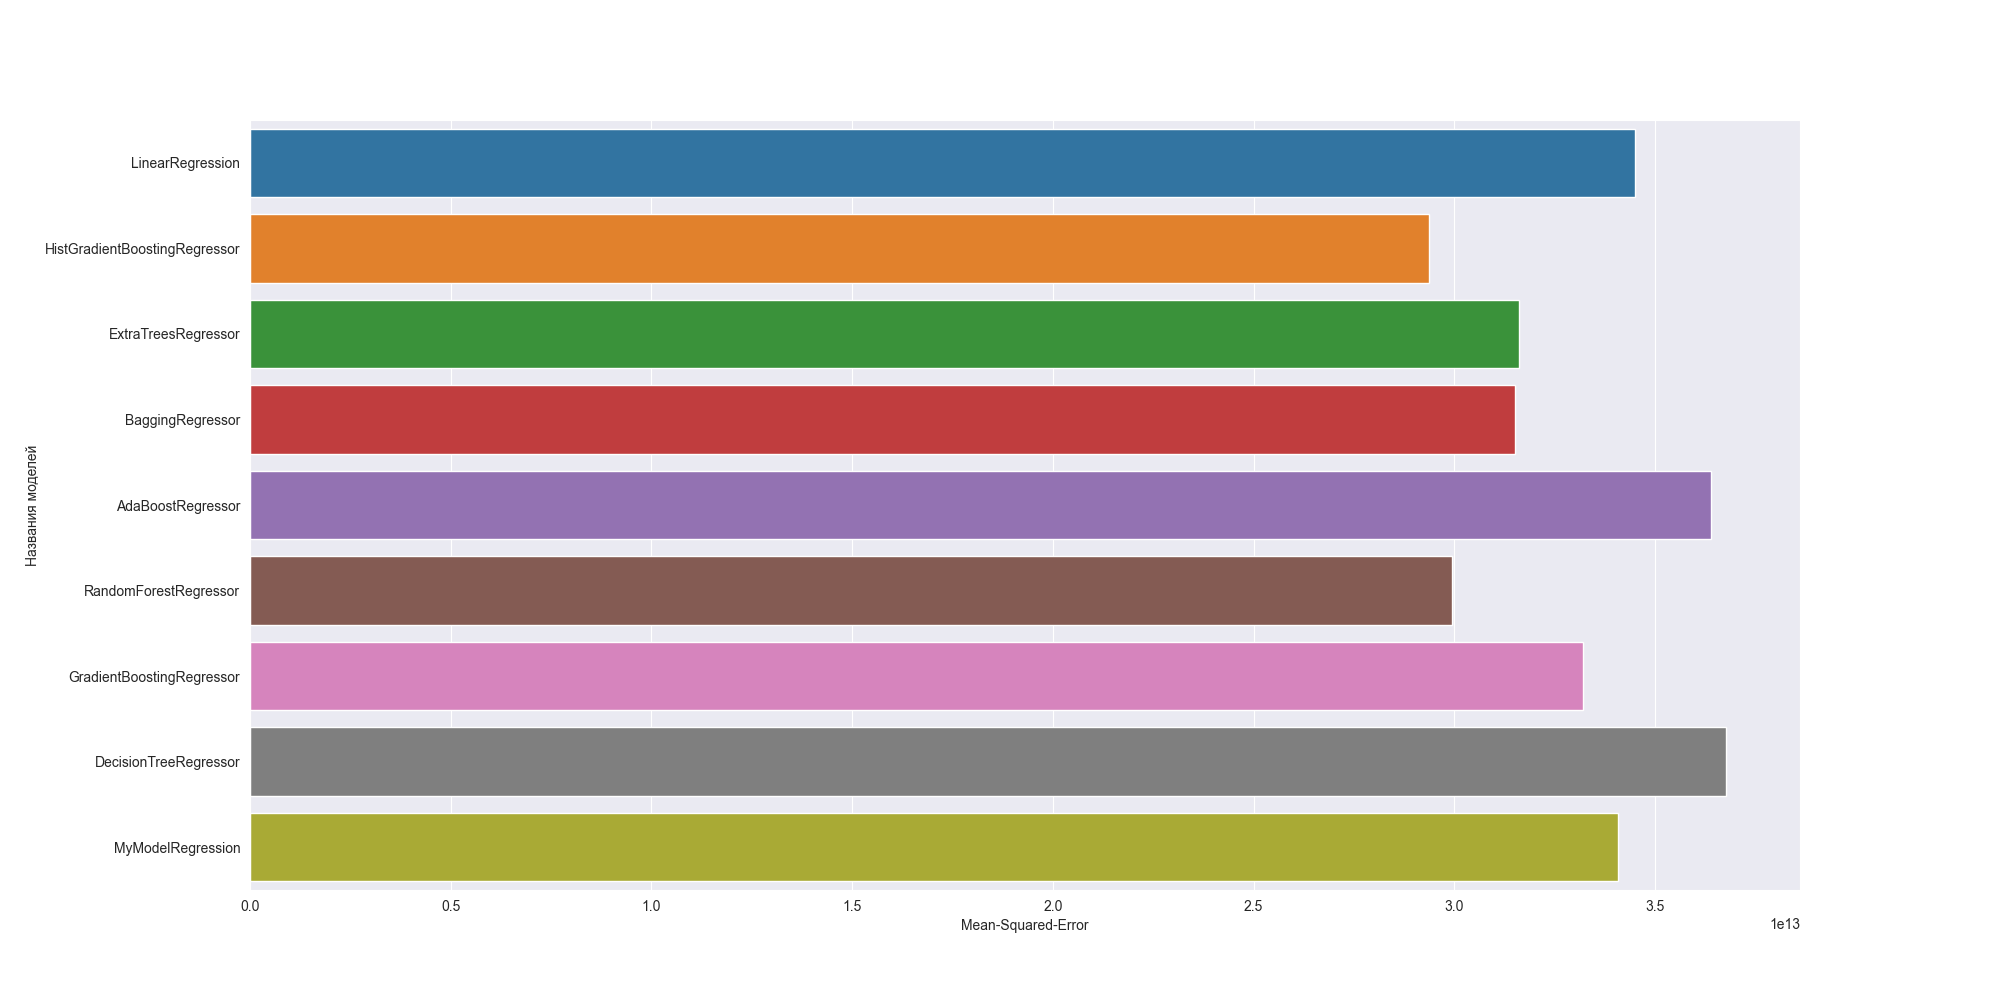 LinearRegression
HistGradientBoostingRegressor
ExtraTreesRegressor
BaggingRegressor
AdaBoostRegressor
RandomForestRegressor
GradientBoostingRegressor
DecisionTreeRegressor
MyModelRegression
Названия моделей
0.0 0.5 1.0 1.5 2.0 2.5 3.0 3.5
Mean-Squared-Error
1e13